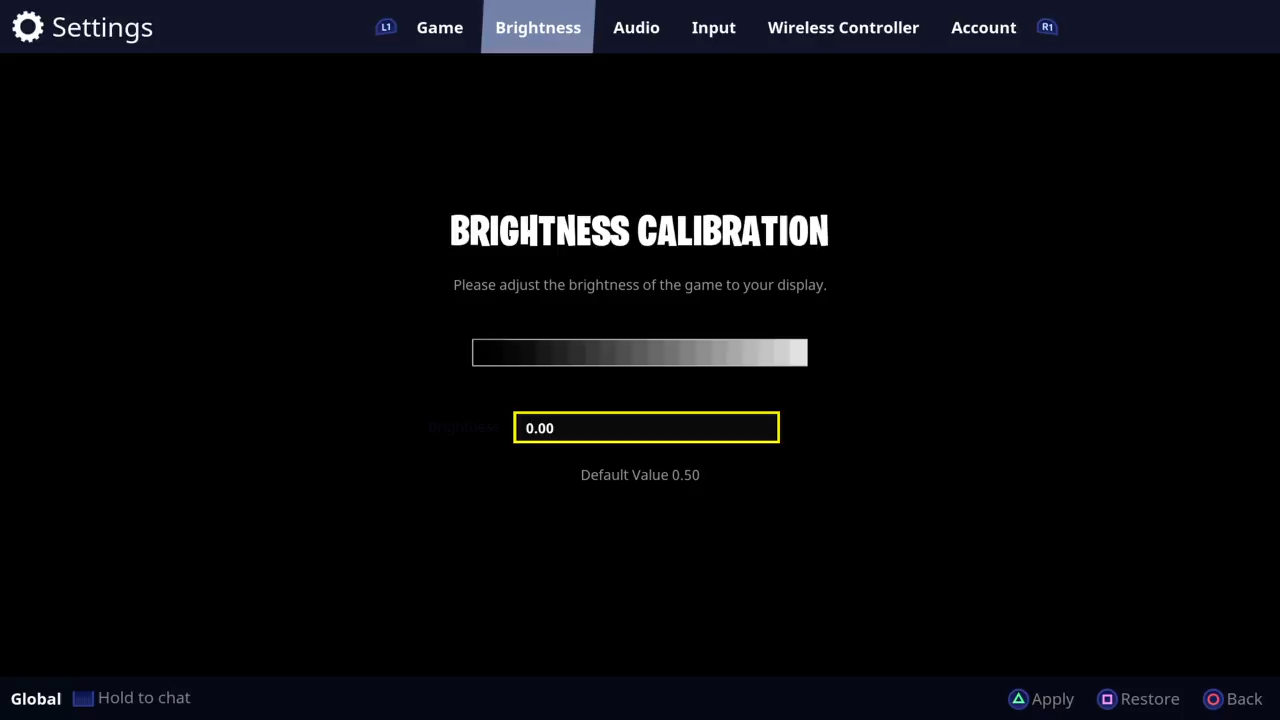 Settings
L1 Game Brightness Audio Input Wireless Controller Account R1
BRIGHTNESS CALIBRATION
Please adjust the brightness of the game to your display.
Brightness 0.00
Default Value 0.50
Global Hold to chat Apply Restore Back